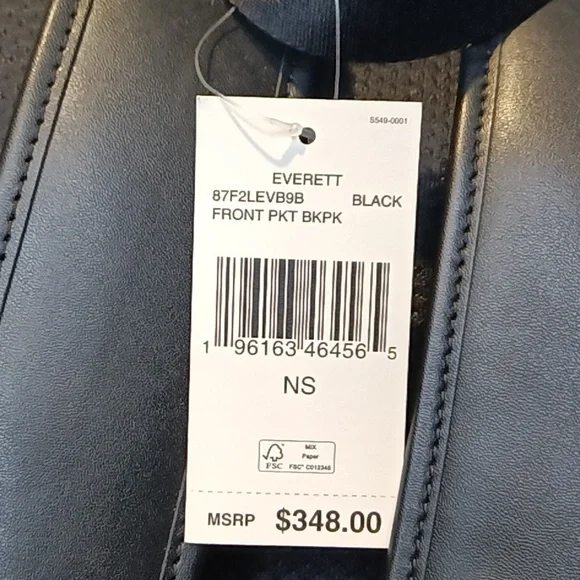 S549-0001
EVERETT
87F2LEVB9B BLACK
FRONT PKT BKPK
1 96163 46456 5
NS
MIX
Paper
FSC FSC® C012345
MSRP $348.00